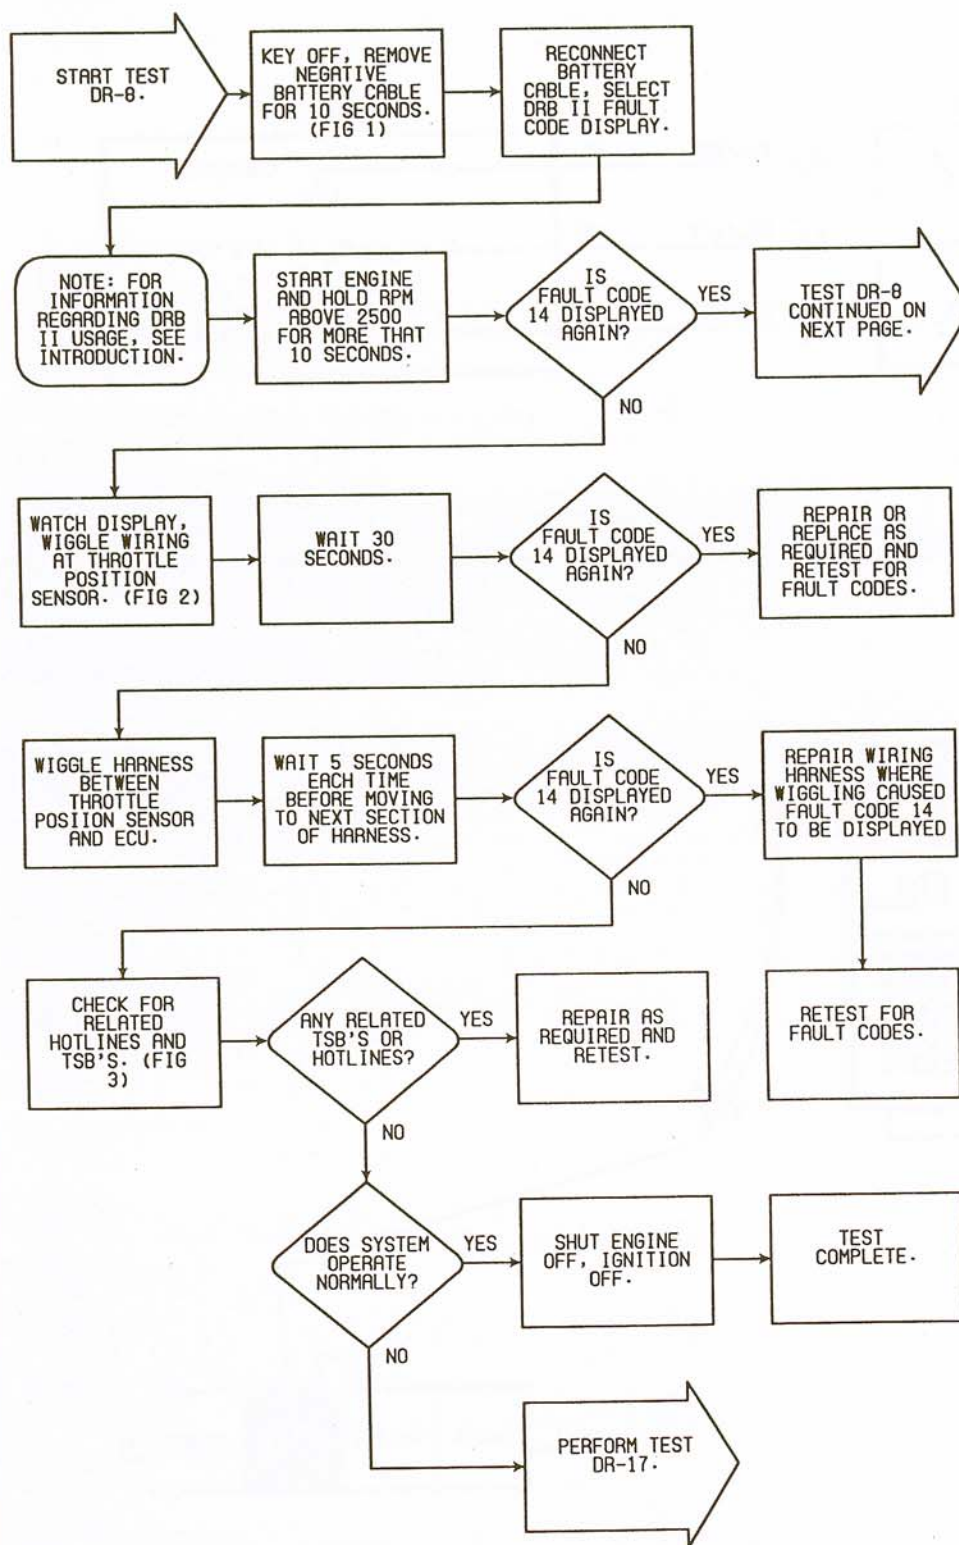 START TEST
DR-8.
KEY OFF, REMOVE
NEGATIVE
BATTERY CABLE
FOR 10 SECONDS.
(FIG 1)
RECONNECT
BATTERY
CABLE, SELECT
DRB II FAULT
CODE DISPLAY.
NOTE: FOR
INFORMATION
REGARDING DRB
II USAGE, SEE
INTRODUCTION.
START ENGINE
AND HOLD RPM
ABOVE 2500
FOR MORE THAT
10 SECONDS.
IS
FAULT CODE
14 DISPLAYED
AGAIN?
YES
TEST DR-8
CONTINUED ON
NEXT PAGE.
NO
WATCH DISPLAY,
WIGGLE WIRING
AT THROTTLE
POSITION
SENSOR. (FIG 2)
WAIT 30
SECONDS.
IS
FAULT CODE
14 DISPLAYED
AGAIN?
YES
REPAIR OR
REPLACE AS
REQUIRED AND
RETEST FOR
FAULT CODES.
NO
WIGGLE HARNESS
BETWEEN
THROTTLE
POSIION SENSOR
AND ECU.
WAIT 5 SECONDS
EACH TIME
BEFORE MOVING
TO NEXT SECTION
OF HARNESS.
IS
FAULT CODE
14 DISPLAYED
AGAIN?
YES
REPAIR WIRING
HARNESS WHERE
WIGGLING CAUSED
FAULT CODE 14
TO BE DISPLAYED
NO
CHECK FOR
RELATED
HOTLINES AND
TSB'S. (FIG
3)
ANY RELATED
TSB'S OR
HOTLINES?
YES
REPAIR AS
REQUIRED AND
RETEST.
RETEST FOR
FAULT CODES.
NO
DOES SYSTEM
OPERATE
NORMALLY?
YES
SHUT ENGINE
OFF, IGNITION
OFF.
TEST
COMPLETE.
NO
PERFORM TEST
DR-17.